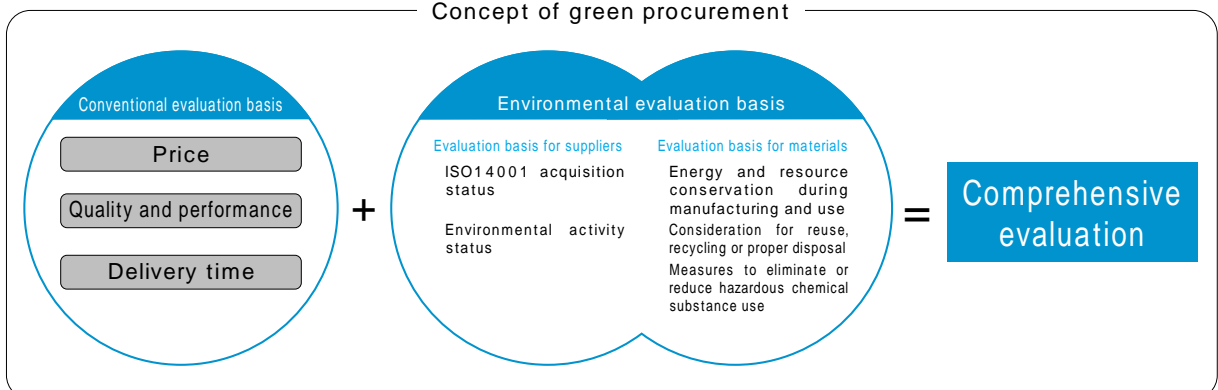 Concept of green procurement
Conventional evaluation basis
Price
Quality and performance
Delivery time
+
Environmental evaluation basis
Evaluation basis for suppliers
ISO14001 acquisition
status
Environmental activity
status
Evaluation basis for materials
Energy and resource
conservation during
manufacturing and use
Consideration for reuse,
recycling or proper disposal
Measures to eliminate or
reduce hazardous chemical
substance use
=
Comprehensive
evaluation